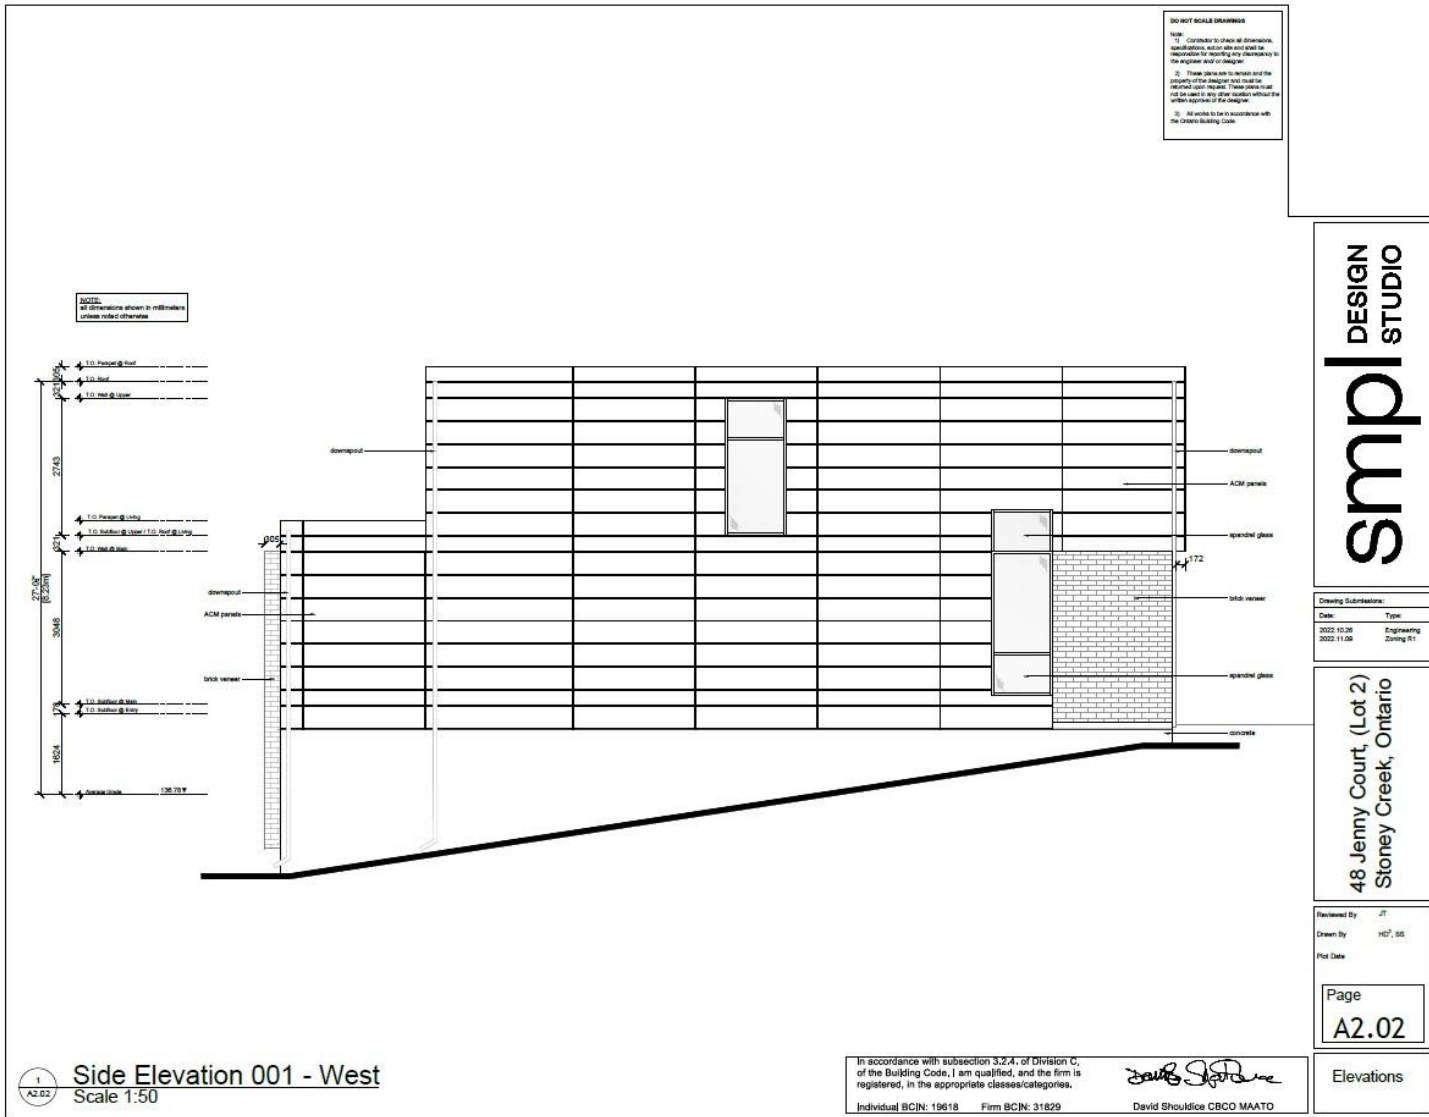 DO NOT SCALE DRAWINGS
Note:
1) Contractor to check all dimensions,
specifications, ect.on site and shall be
responsible for reporting any discrepancy to
the engineer and/ or designer.
2) These plans are to remain and the
property of the designer and must be
returned upon request. These plans must
not be used in any other location without the
written approval of the designer.
3) All works to be in accordance with
the Ontario Building Code.
smpl DESIGN
STUDIO
NOTE:
all dimensions shown in millimeters
unless noted otherwise
T.O. Parapet @ Roof
T.O. Roof
T.O. Wall @ Upper
T.O. Parapet @ Living
T.O. Subfloor @ Upper / T.O. Roof @ Living
T.O. Wall @ Main
T.O. Subfloor @ Main
T.O. Subfloor @ Entry
Average Grade
136.78
305
321
2743
321
3048
178
1624
[8.23m]
305
172
downspout
downspout
ACM panels
brick veneer
downspout
ACM panels
spandrel glass
brick veneer
spandrel glass
concrete
Drawing Submissions:
Date: Type:
2022.10.26 Engineering
2022.11.09 Zoning R1
48 Jenny Court, (Lot 2)
Stoney Creek, Ontario
Reviewed By JT
Drawn By HD², SS
Plot Date
Page
A2.02
Elevations
1
A2.02
Side Elevation 001 - West
Scale 1:50
In accordance with subsection 3.2.4. of Division C,
of the Building Code, I am qualified, and the firm is
registered, in the appropriate classes/categories.
Individual BCIN: 19618 Firm BCIN: 31829
David Shouldice CBCO MAATO